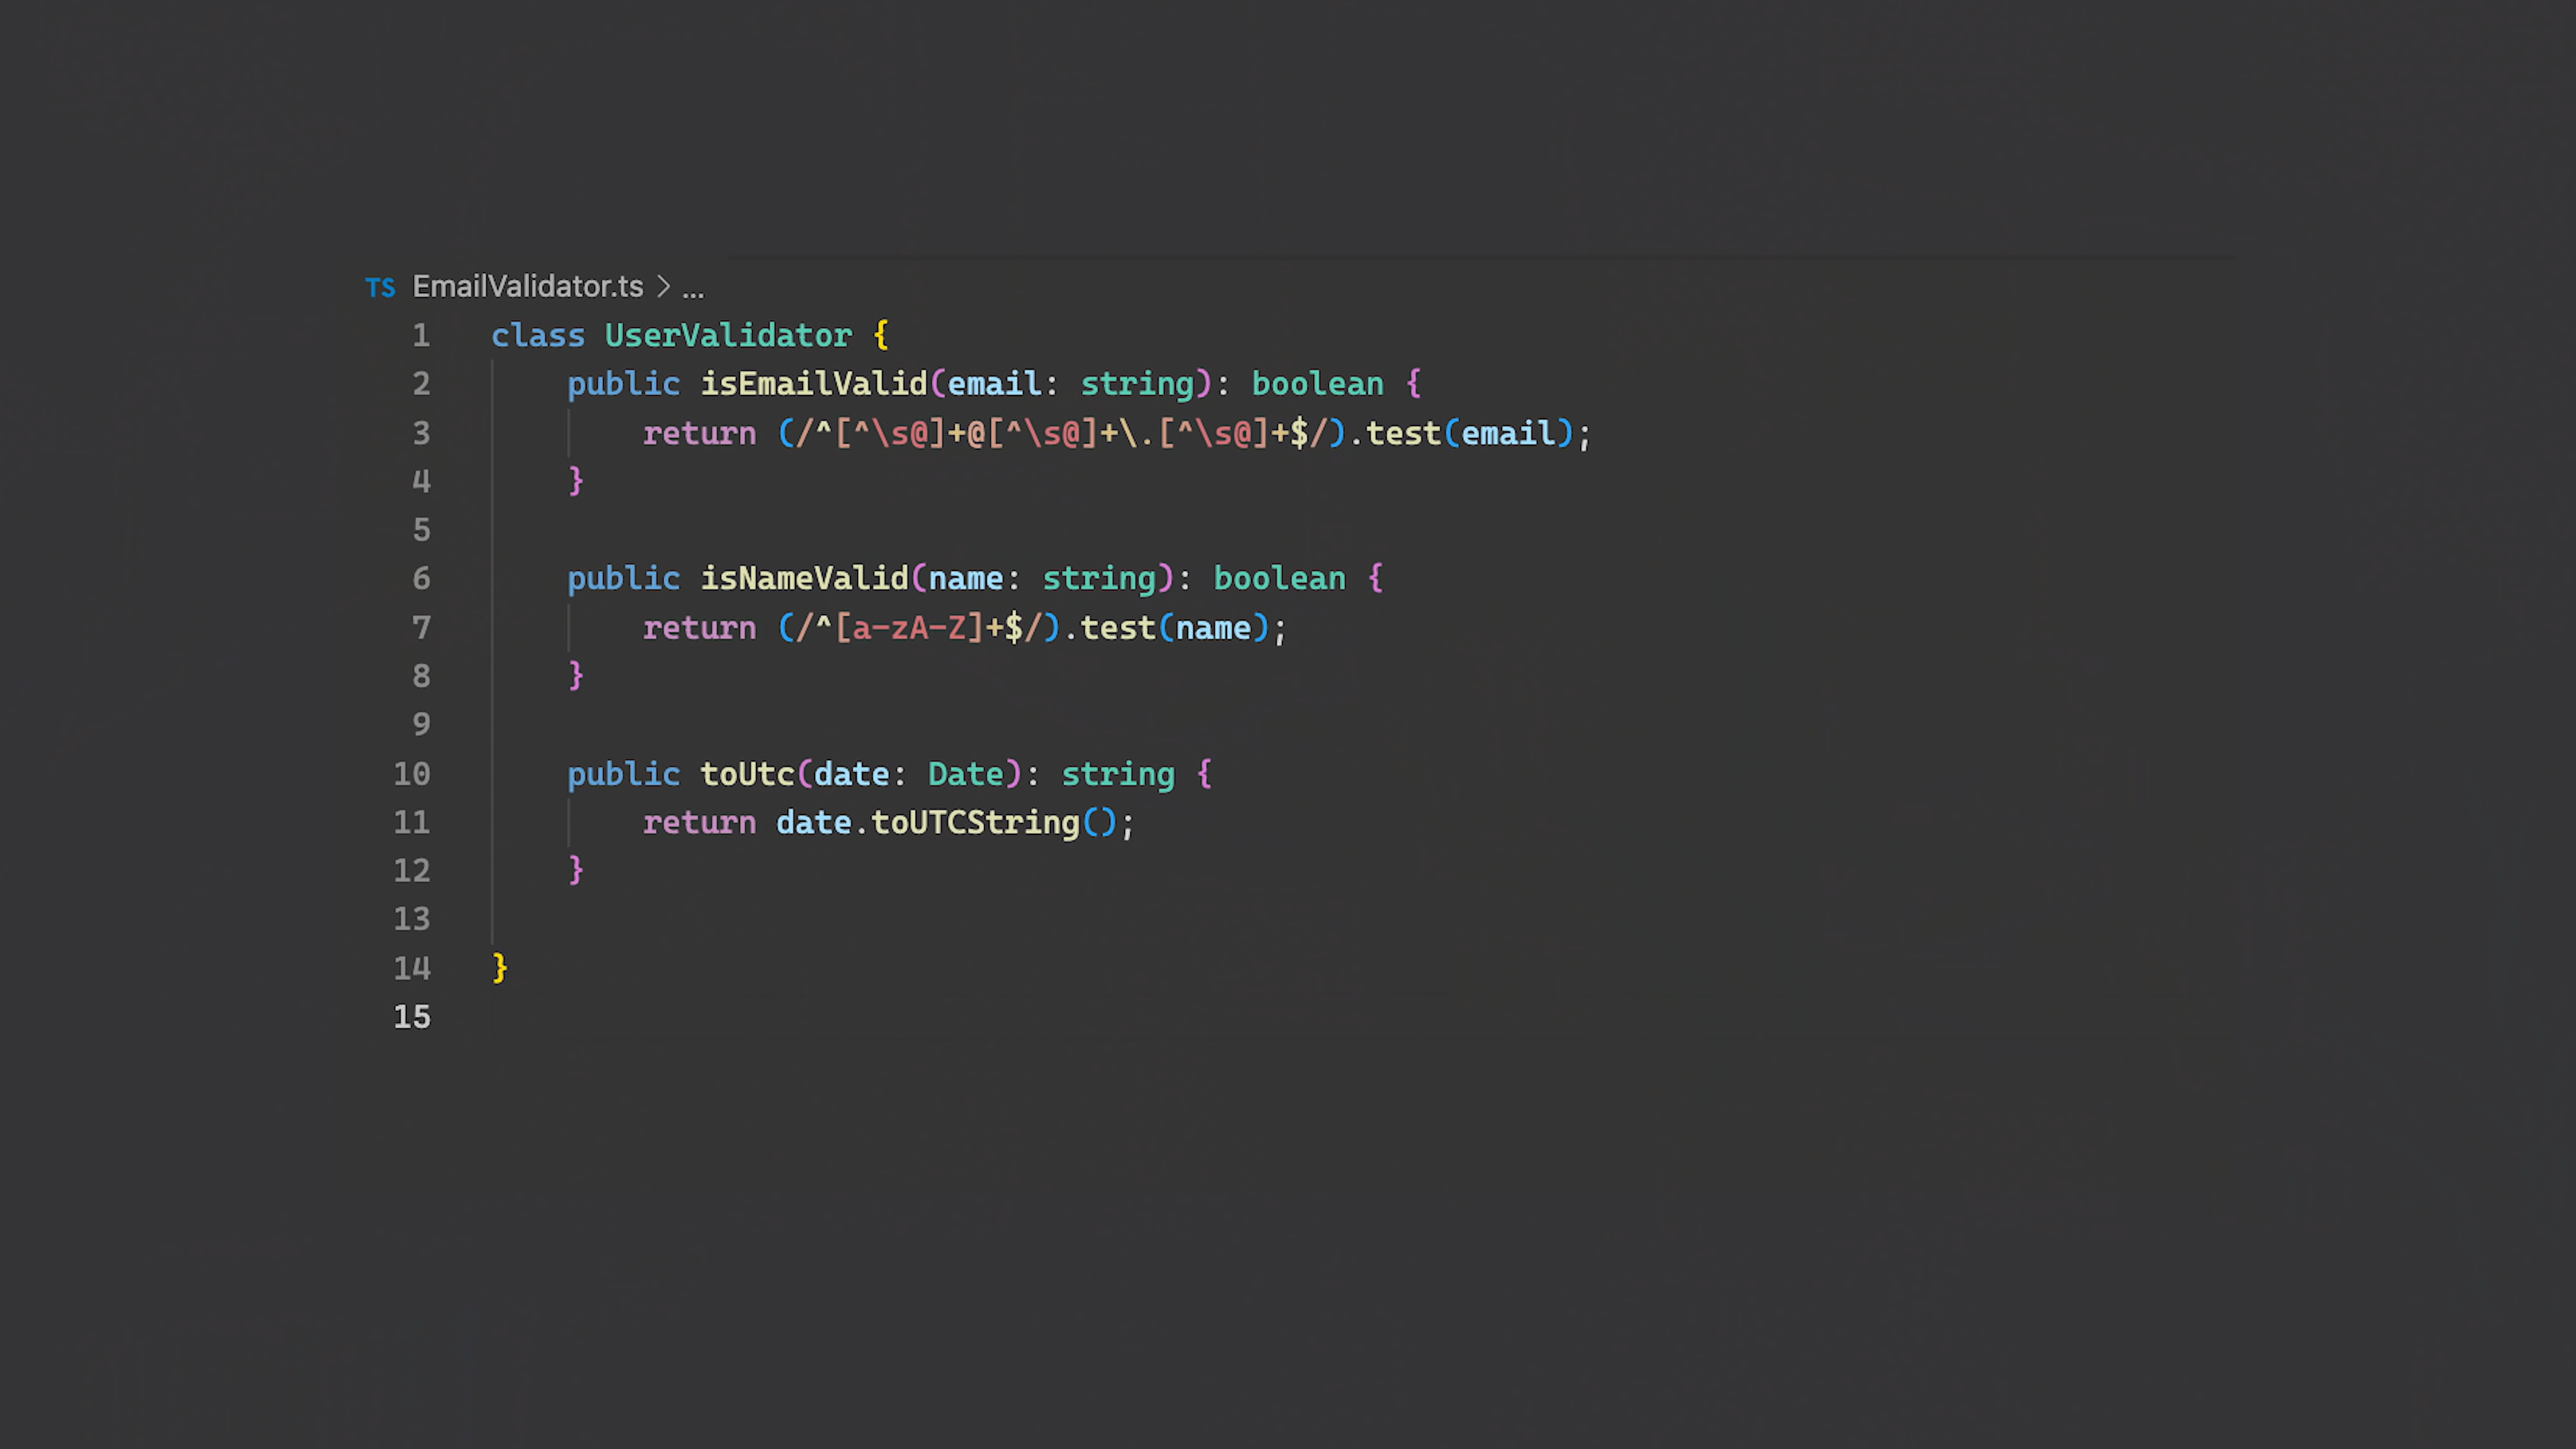 TS EmailValidator.ts > ...
1 class UserValidator {
2 public isEmailValid(email: string): boolean {
3 return (/^[^\s@]+@[^\s@]+\.[^\s@]+$/).test(email);
4 }
5
6 public isNameValid(name: string): boolean {
7 return (/^[a-zA-Z]+$/).test(name);
8 }
9
10 public toUtc(date: Date): string {
11 return date.toUTCString();
12 }
13
14 }
15